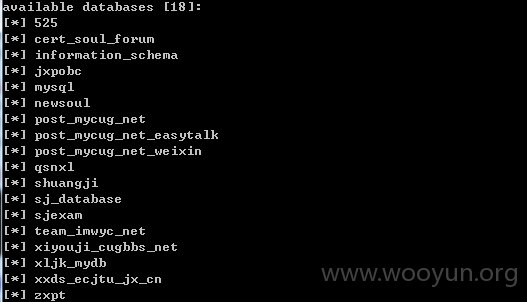 available databases [18]:
[*] 525
[*] cert_soul_forum
[*] information_schema
[*] jxpobc
[*] mysql
[*] newsoul
[*] post_mycug_net
[*] post_mycug_net_easytalk
[*] post_mycug_net_weixin
[*] qsnxl
[*] shuangji
[*] sj_database
[*] sjexam
[*] team_imwyc_net
[*] xiyouji_cugbbs_net
[*] xljk_mydb
[*] xxds_ecjtu_jx_cn
[*] zxpt
www.wooyun.org